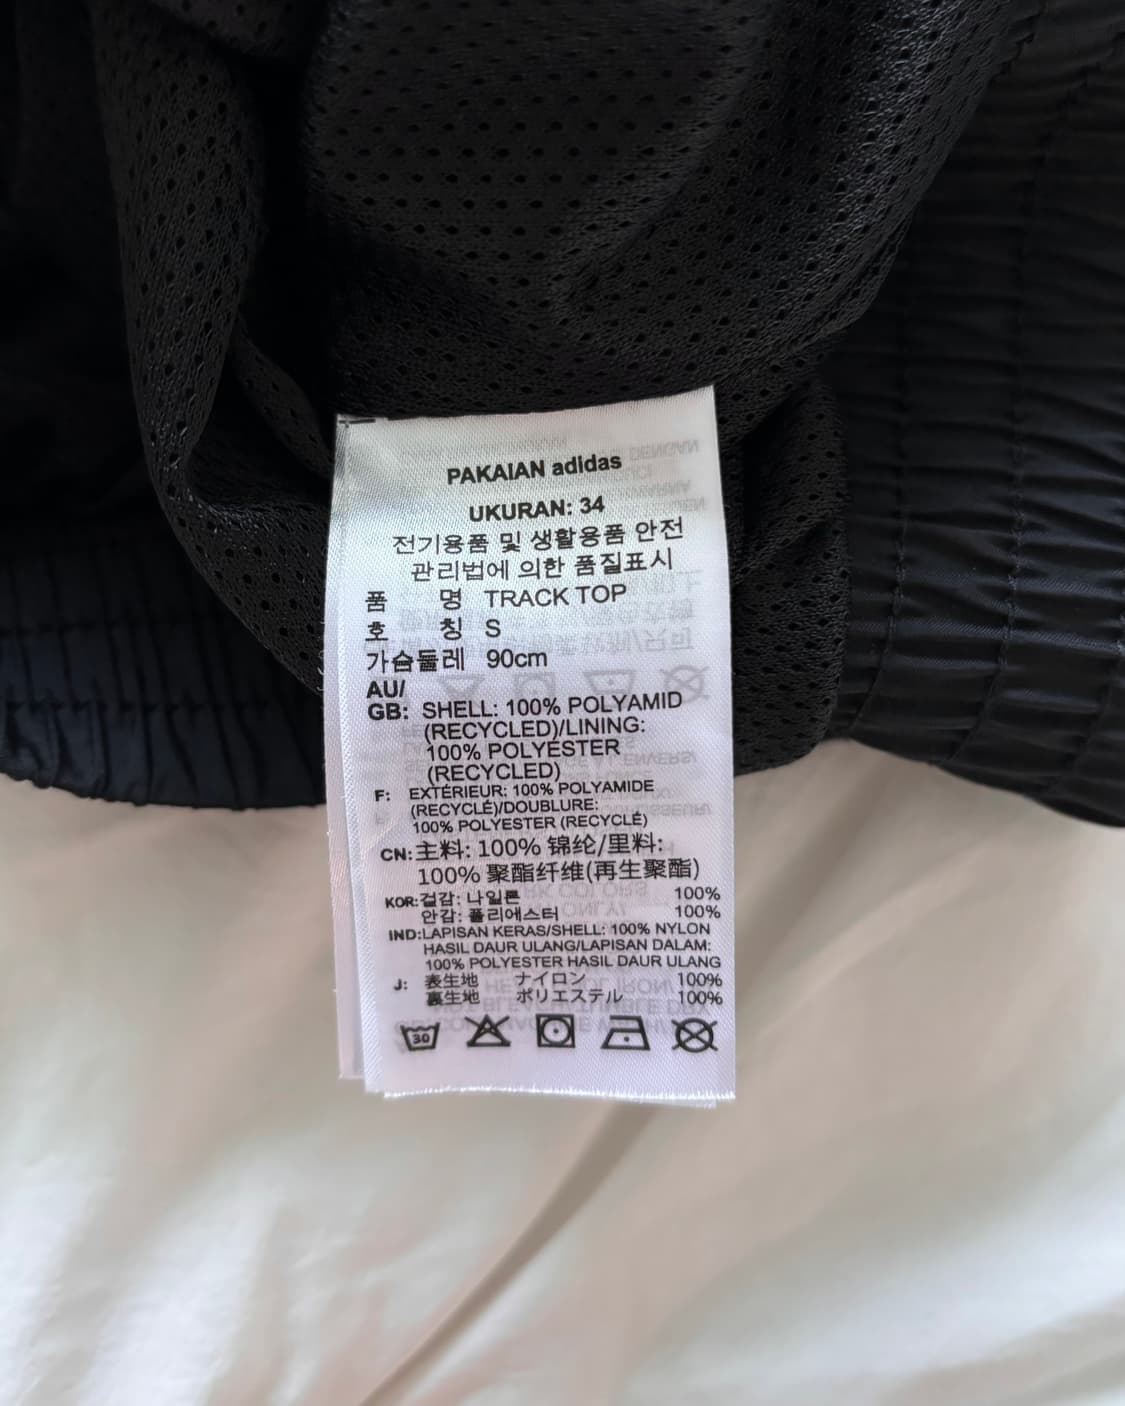 PAKAIAN adidas
UKURAN: 34
전기용품 및 생활용품 안전
관리법에 의한 품질표시
품 명 TRACK TOP
호 칭 S
가슴둘레 90cm
AU/
GB: SHELL: 100% POLYAMID
(RECYCLED)/LINING:
100% POLYESTER
(RECYCLED)
F: EXTÉRIEUR: 100% POLYAMIDE
(RECYCLÉ)/DOUBLURE:
100% POLYESTER (RECYCLÉ)
CN: 主料: 100% 锦纶/里料:
100% 聚酯纤维(再生聚酯)
KOR: 겉감: 나일론 100%
안감: 폴리에스터 100%
IND: LAPISAN KERAS/SHELL: 100% NYLON
HASIL DAUR ULANG/LAPISAN DALAM:
100% POLYESTER HASIL DAUR ULANG
J: 表生地 ナイロン 100%
裏生地 ポリエステル 100%
30